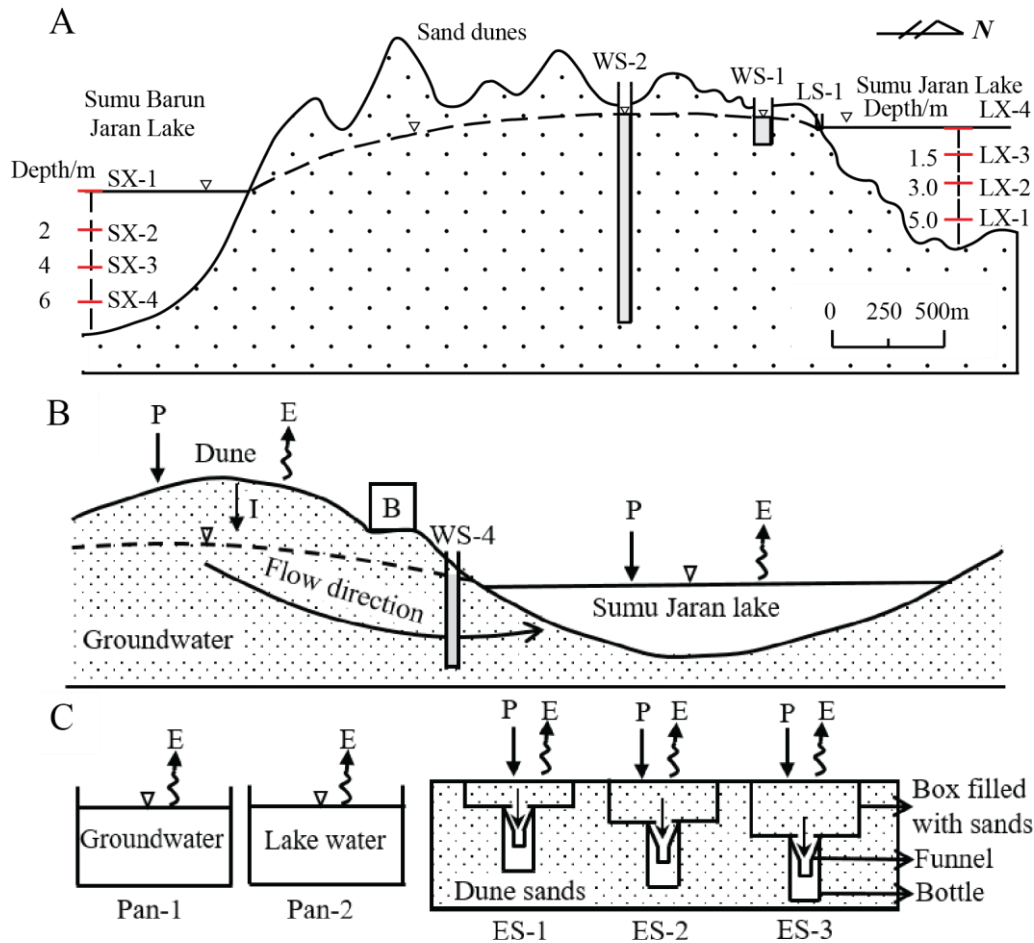 A
Sand dunes
N
WS-2
WS-1
LS-1
Sumu Jaran Lake
Depth/m
LX-4
1.5
LX-3
3.0
LX-2
5.0
LX-1
Sumu Barun
Jaran Lake
Depth/m
SX-1
2
SX-2
4
SX-3
6
SX-4
0
250
500m
B
P
E
Dune
I
B
WS-4
Flow direction
Groundwater
P
E
Sumu Jaran lake
C
E
Groundwater
Pan-1
E
Lake water
Pan-2
P
E
P
E
P
E
Box filled
with sands
Funnel
Bottle
Dune sands
ES-1
ES-2
ES-3